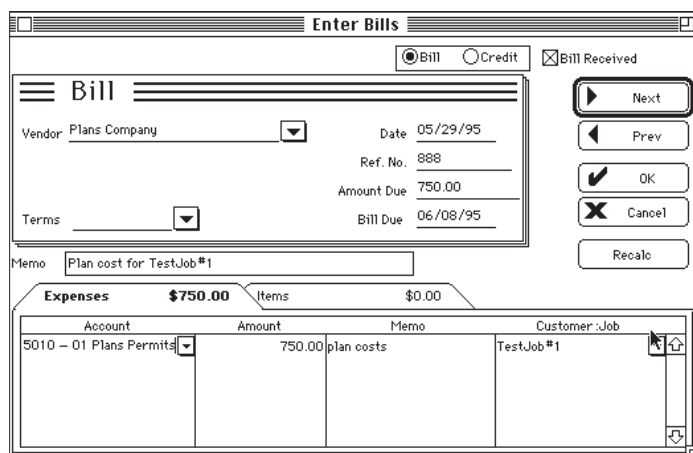 Enter Bills
Bill Credit Bill Received
Bill
Next
Vendor Plans Company Date 05/29/95
Prev
Ref. No. 888
Amount Due 750.00
OK
Terms Bill Due 06/08/95
Cancel
Recalc
Memo Plan cost for TestJob#1
Expenses $750.00 Items $0.00
Account Amount Memo Customer:Job
5010 – 01 Plans Permits 750.00 plan costs TestJob#1